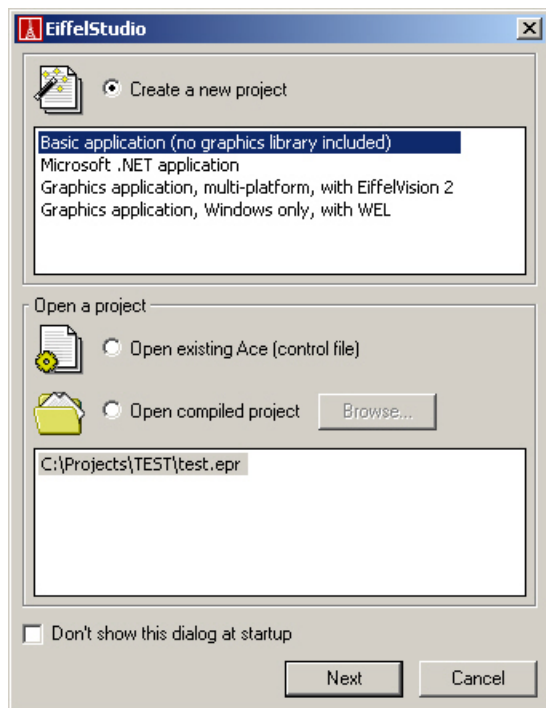 EiffelStudio
Create a new project
Basic application (no graphics library included)
Microsoft .NET application
Graphics application, multi-platform, with EiffelVision 2
Graphics application, Windows only, with WEL
Open a project
Open existing Ace (control file)
Open compiled project Browse...
C:\Projects\TEST\test.epr
Don't show this dialog at startup
Next Cancel